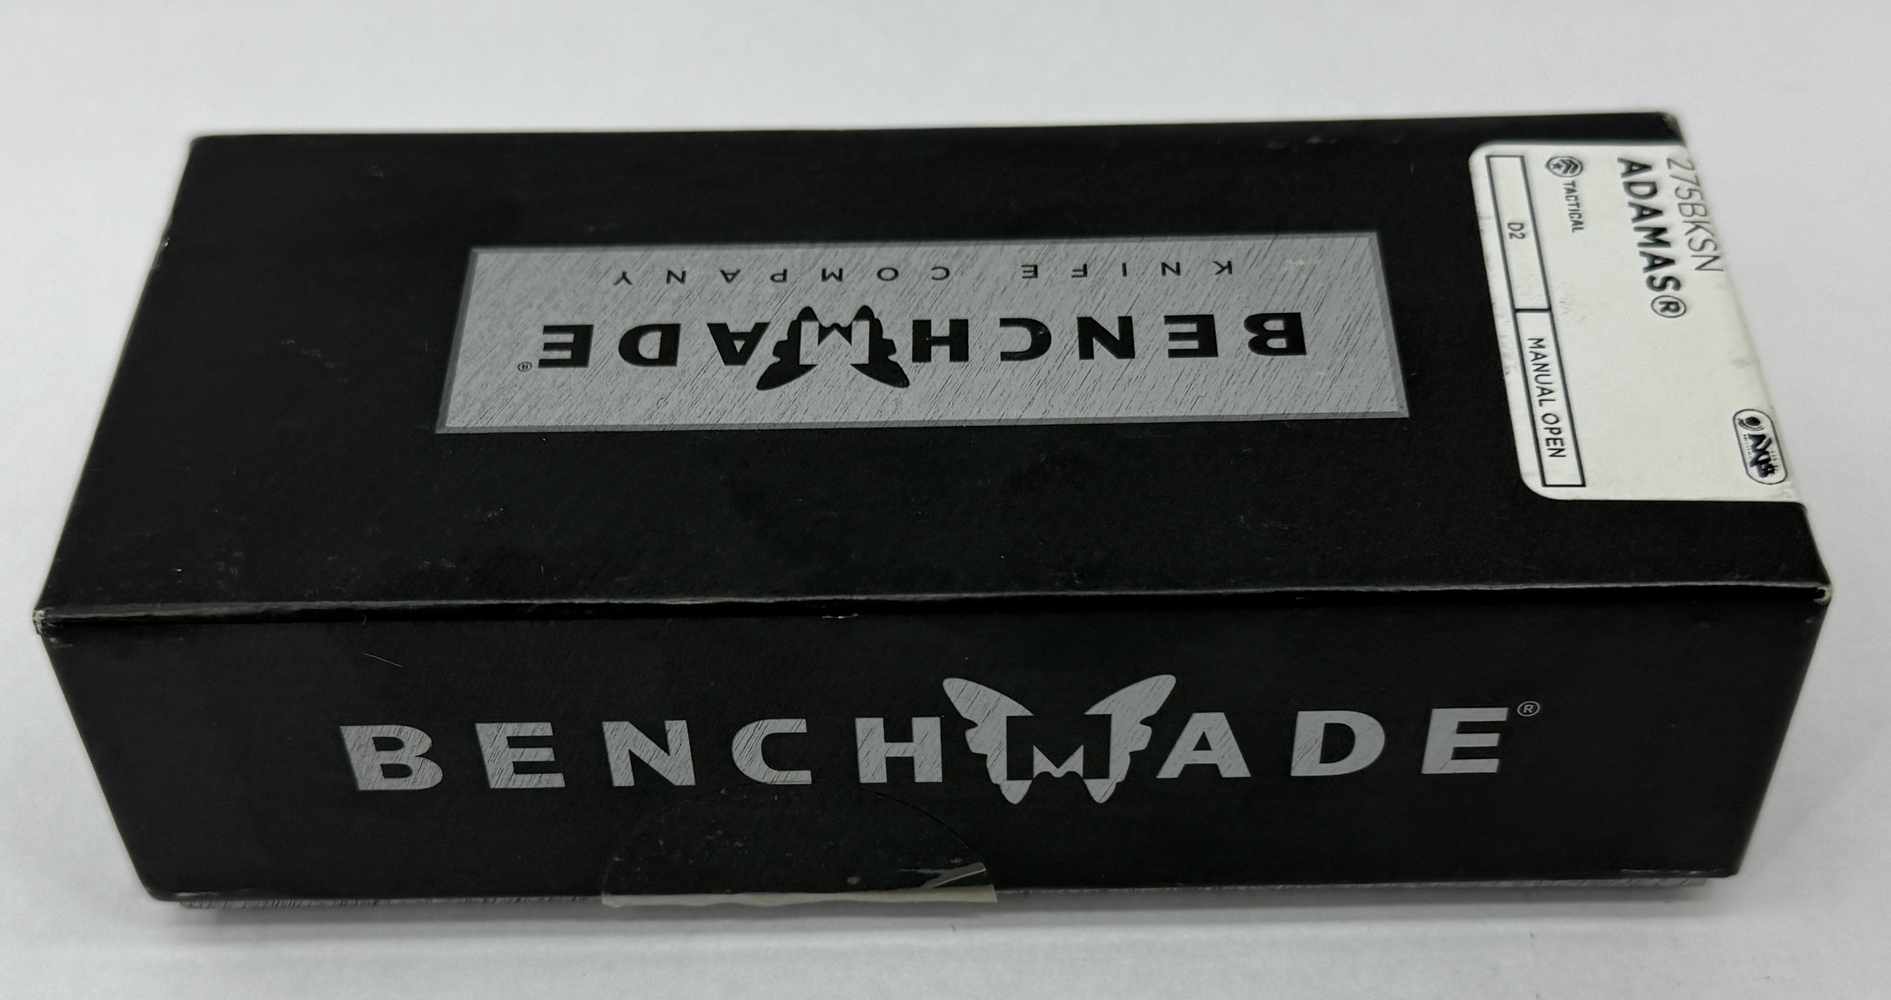 BENCHMADE®
KNIFE COMPANY
275BKSN
ADAMAS®
TACTICAL
D2
MANUAL OPEN
BENCHMADE®